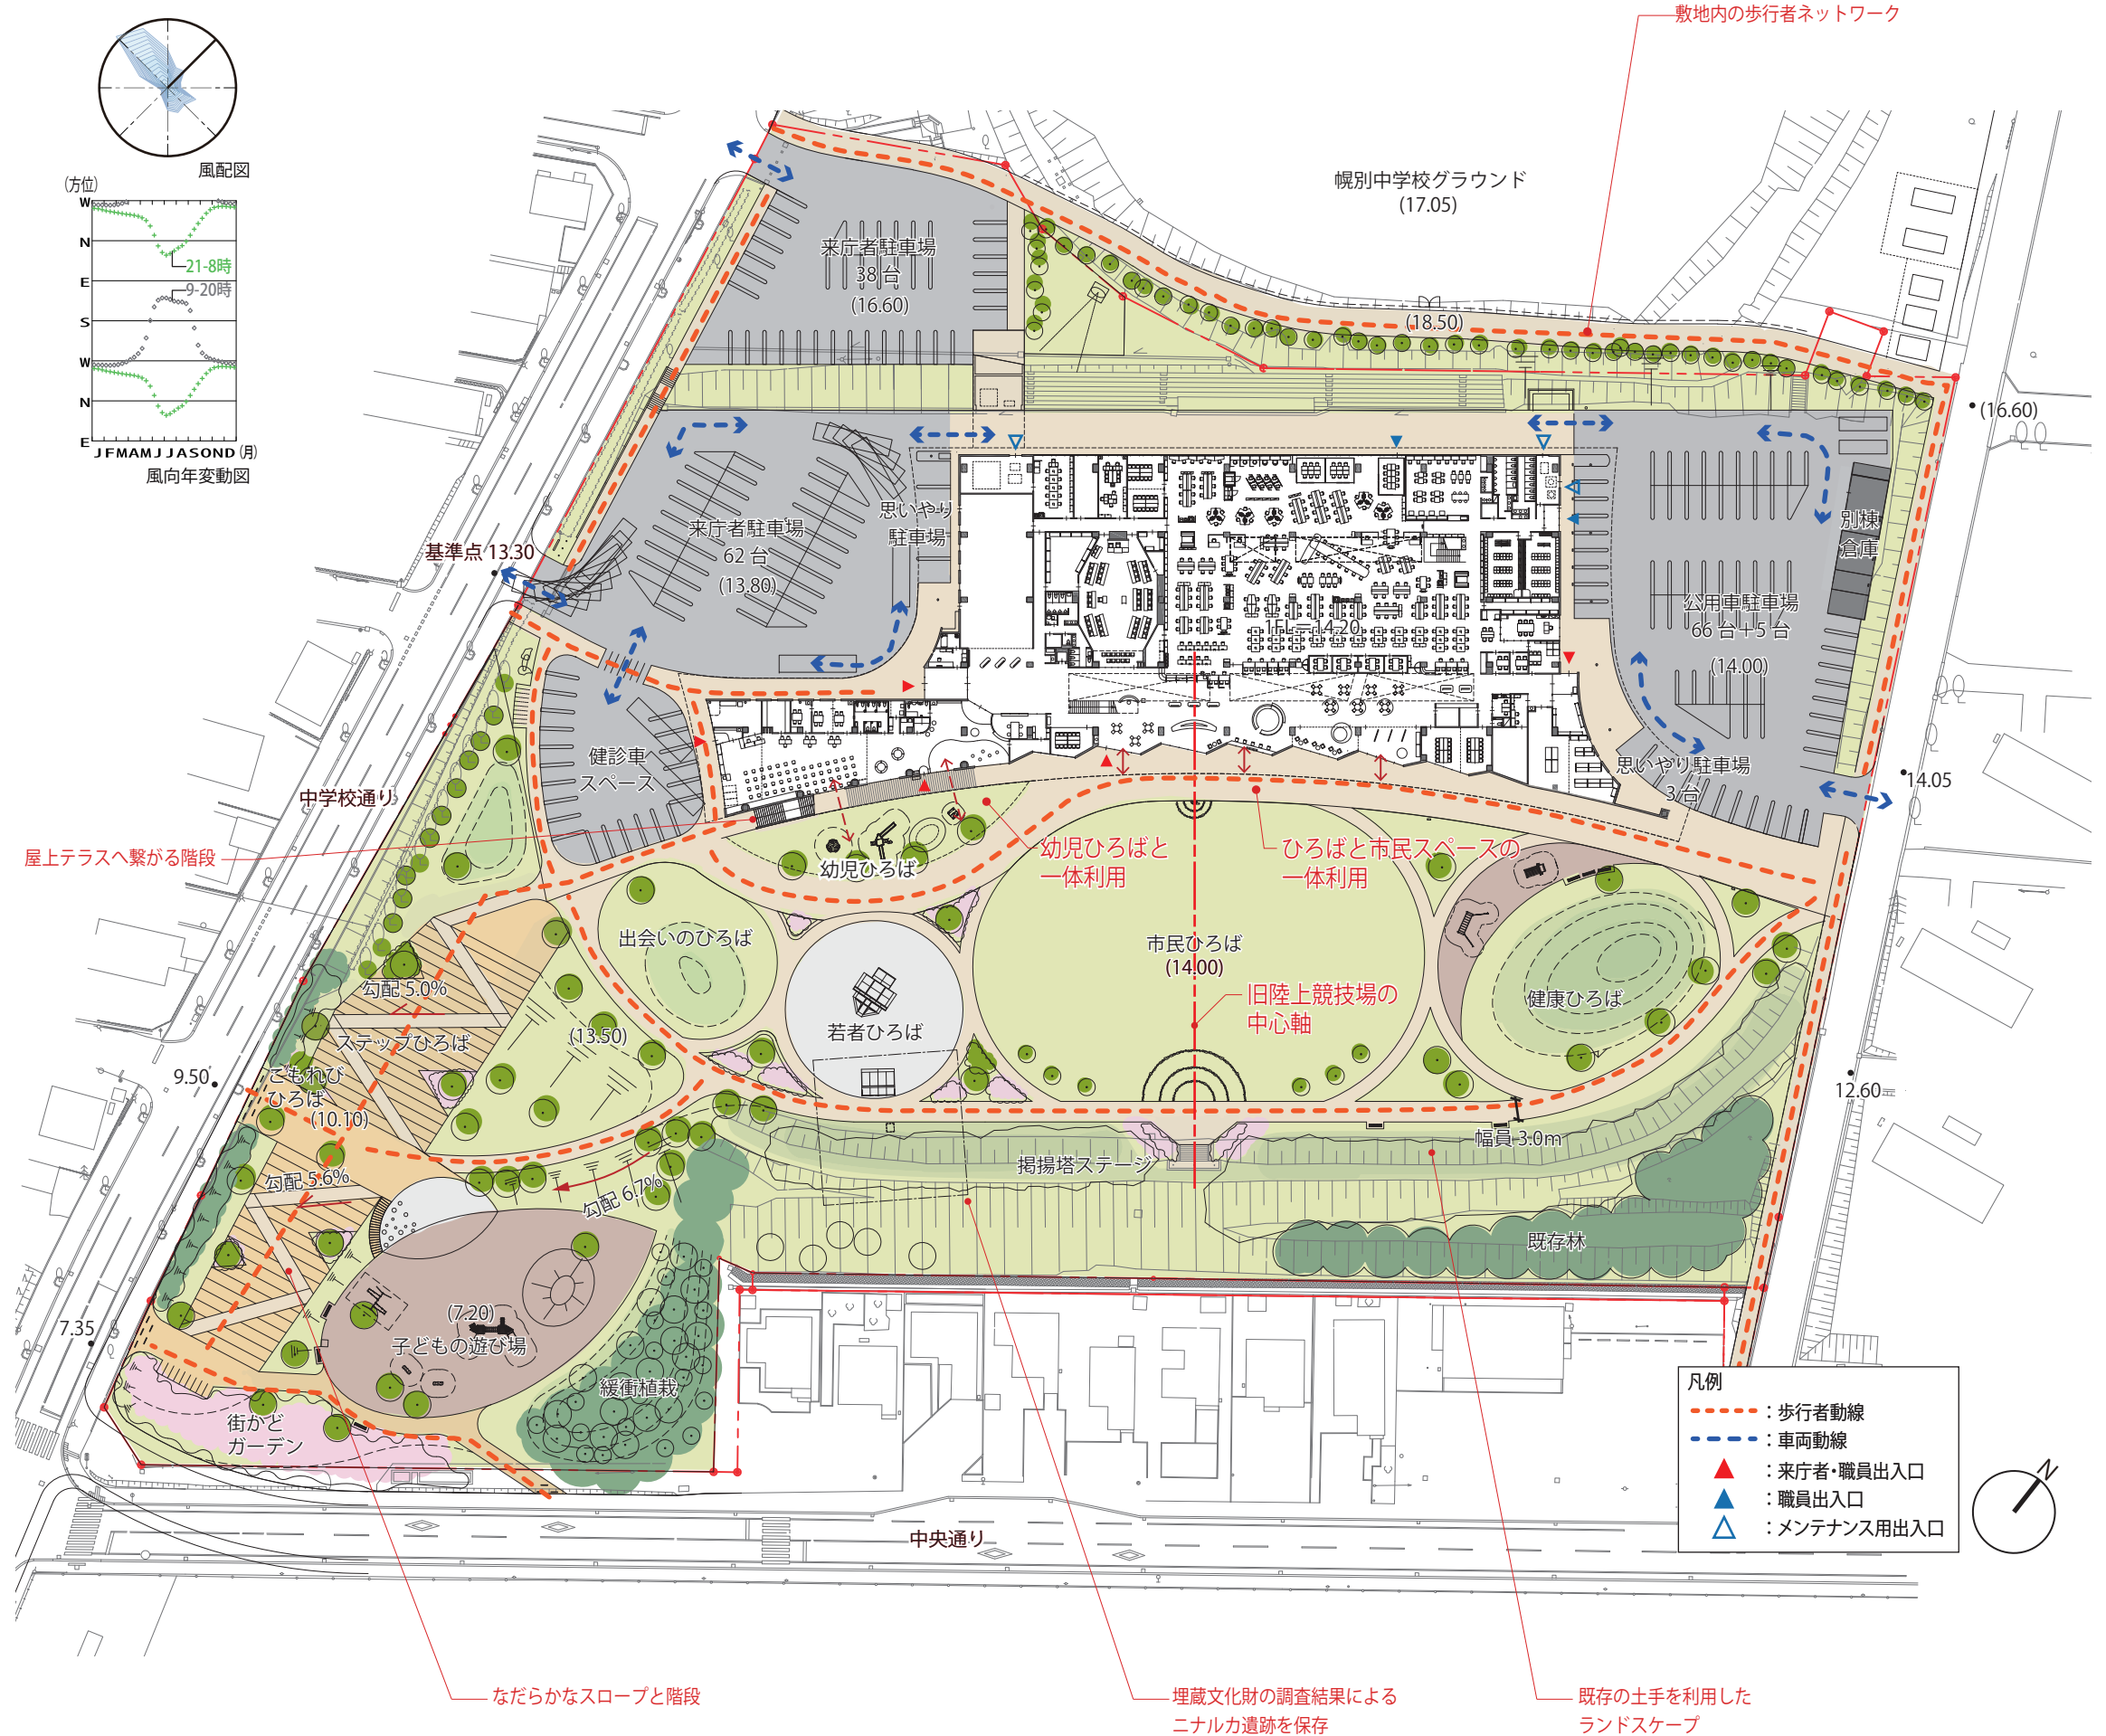 敷地内の歩行者ネットワーク
風配図
(方位)
W
N
E
S
W
N
E
21-8時
9-20時
J F M A M J J A S O N D (月)
風向年変動図
幌別中学校グラウンド
(17.05)
来庁者駐車場
38 台
(16.60)
(18.50)
(16.60)
基準点 13.30
来庁者駐車場
62 台
(13.80)
思いやり
駐車場
1FL=14.20
別棟
倉庫
公用車駐車場
66 台+5 台
(14.00)
健診車
スペース
中学校通り
思いやり駐車場
3 台
14.05
屋上テラスへ繋がる階段
幼児ひろば
幼児ひろばと
一体利用
ひろばと市民スペースの
一体利用
出会いのひろば
若者ひろば
市民ひろば
(14.00)
旧陸上競技場の
中心軸
健康ひろば
勾配 5.0%
ステップひろば
(13.50)
9.50
こもれび
ひろば
(10.10)
12.60
幅員 3.0m
掲揚塔ステージ
勾配 5.6%
勾配 6.7%
既存林
7.35
(7.20)
子どもの遊び場
緩衝植栽
街かど
ガーデン
中央通り
凡例
:歩行者動線
:車両動線
:来庁者・職員出入口
:職員出入口
:メンテナンス用出入口
N
なだらかなスロープと階段
埋蔵文化財の調査結果による
ニナルカ遺跡を保存
既存の土手を利用した
ランドスケープ